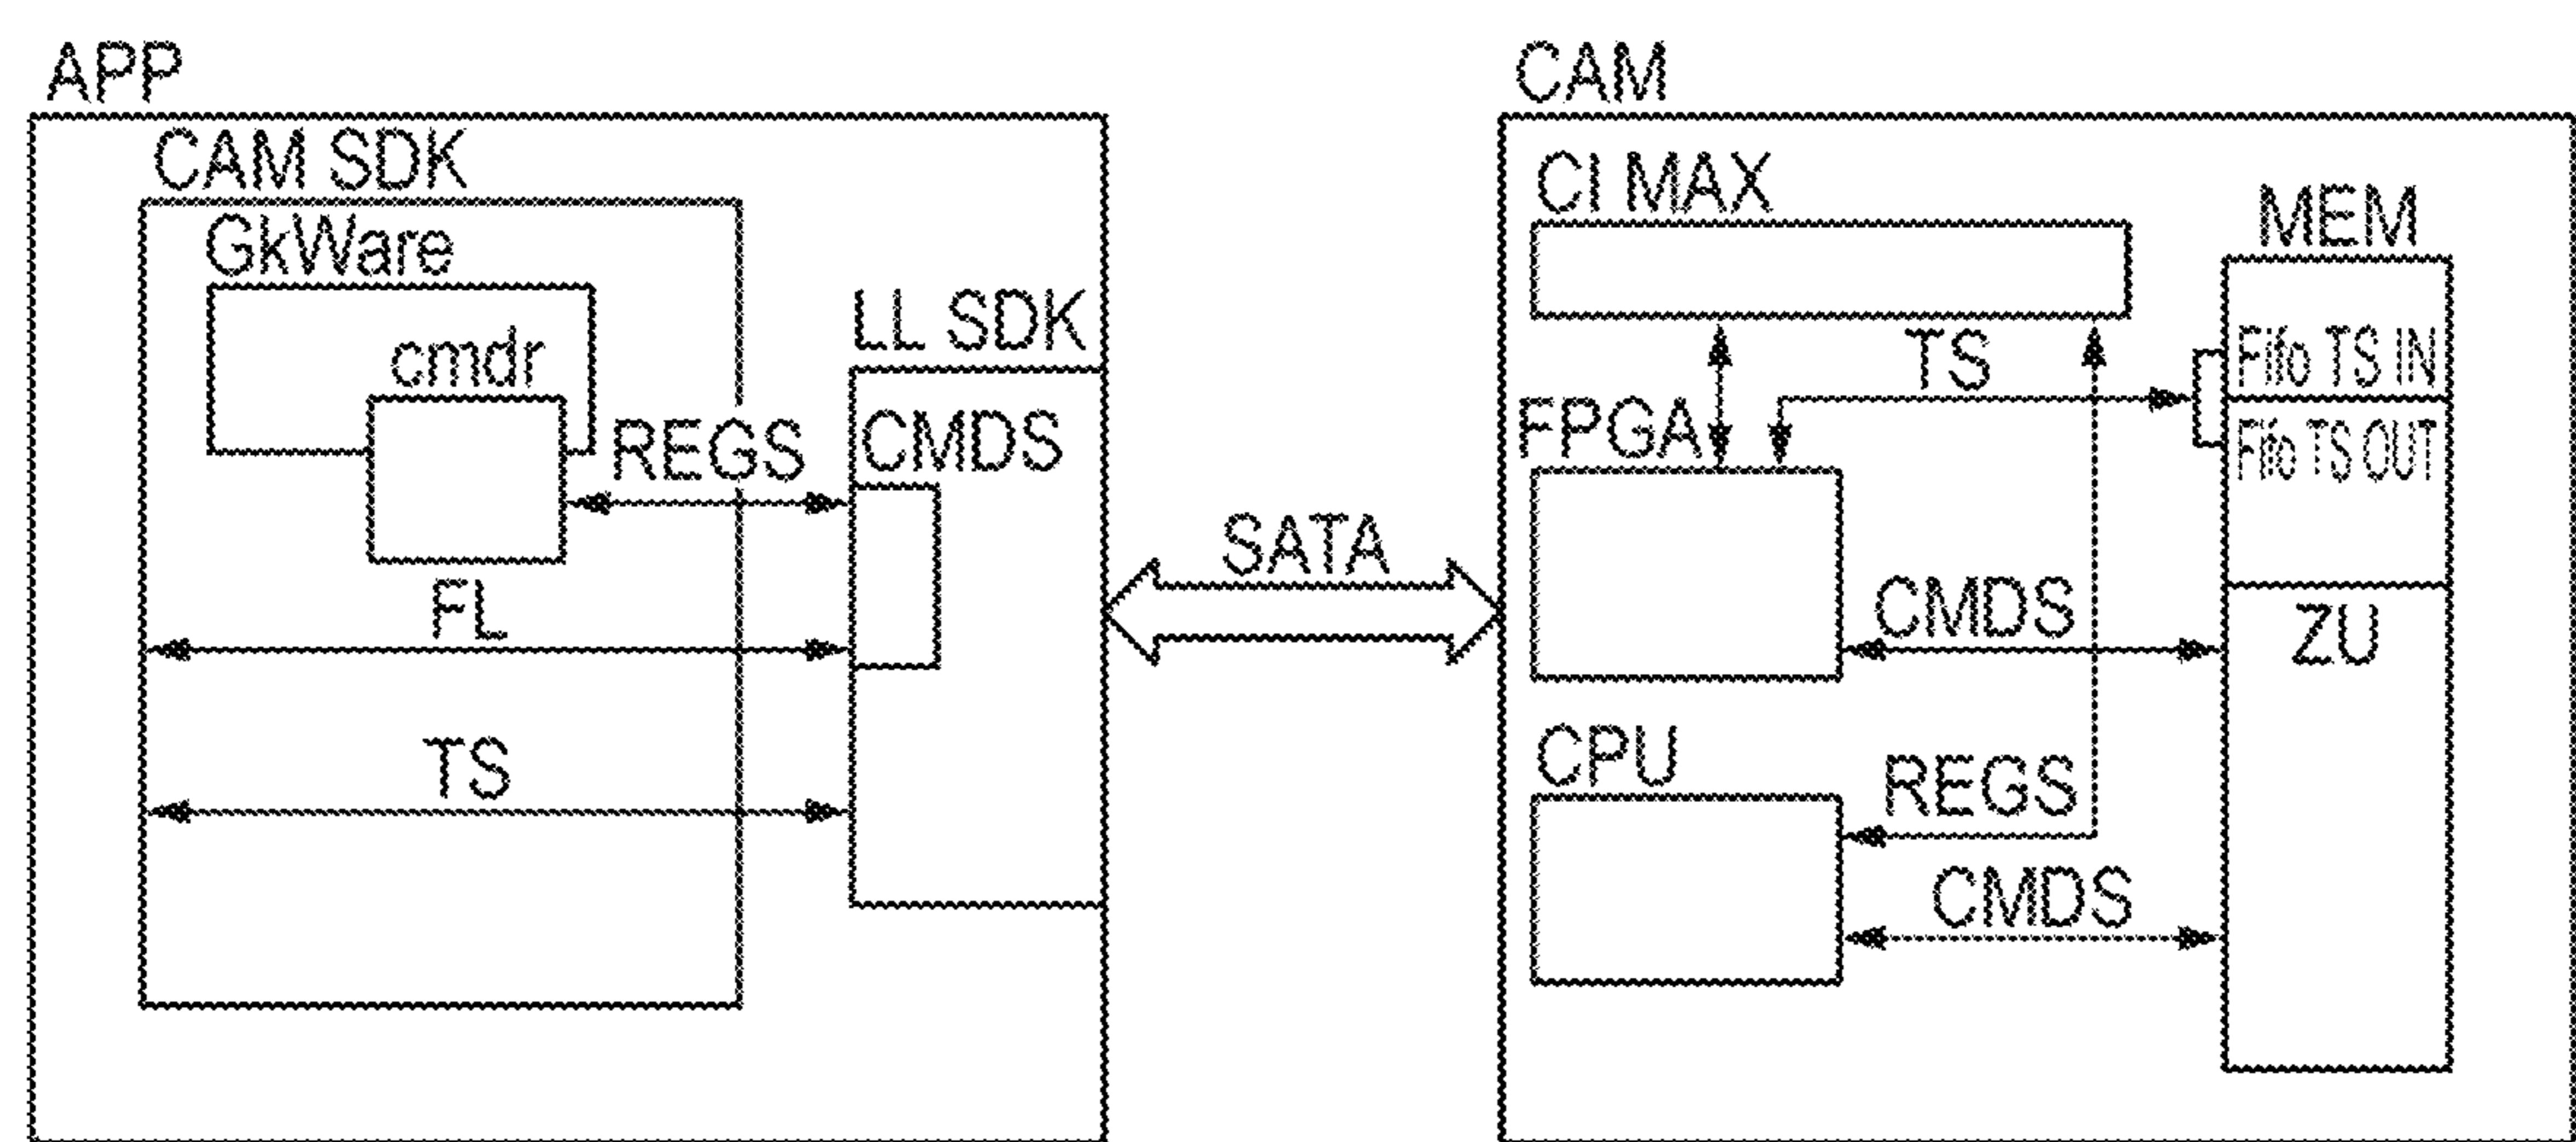 APP
CAM SDK
GkWare
cmdr
REGS
LL SDK
CMDS
FL
TS
SATA
CAM
CI MAX
MEM
TS
Fifo TS IN
FPGA
Fifo TS OUT
CMDS
ZU
CPU
REGS
CMDS